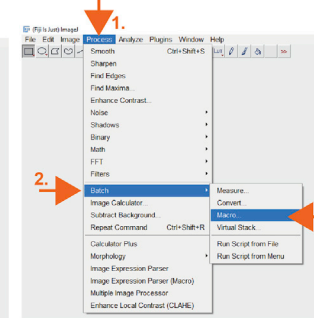 1.
(Fiji Is Just) ImageJ
File Edit Image Process Analyze Plugins Window Help
Smooth Ctrl+Shift+S
Sharpen
Find Edges
Find Maxima...
Enhance Contrast...
Noise
Shadows
Binary
Math
FFT
Filters
2.
Batch
Image Calculator...
Subtract Background...
Repeat Command Ctrl+Shift+R
Calculator Plus
Morphology
Image Expression Parser
Image Expression Parser (Macro)
Multiple Image Processor
Enhance Local Contrast (CLAHE)
Measure...
Convert...
Macro...
Virtual Stack...
Run Script from File
Run Script from Menu